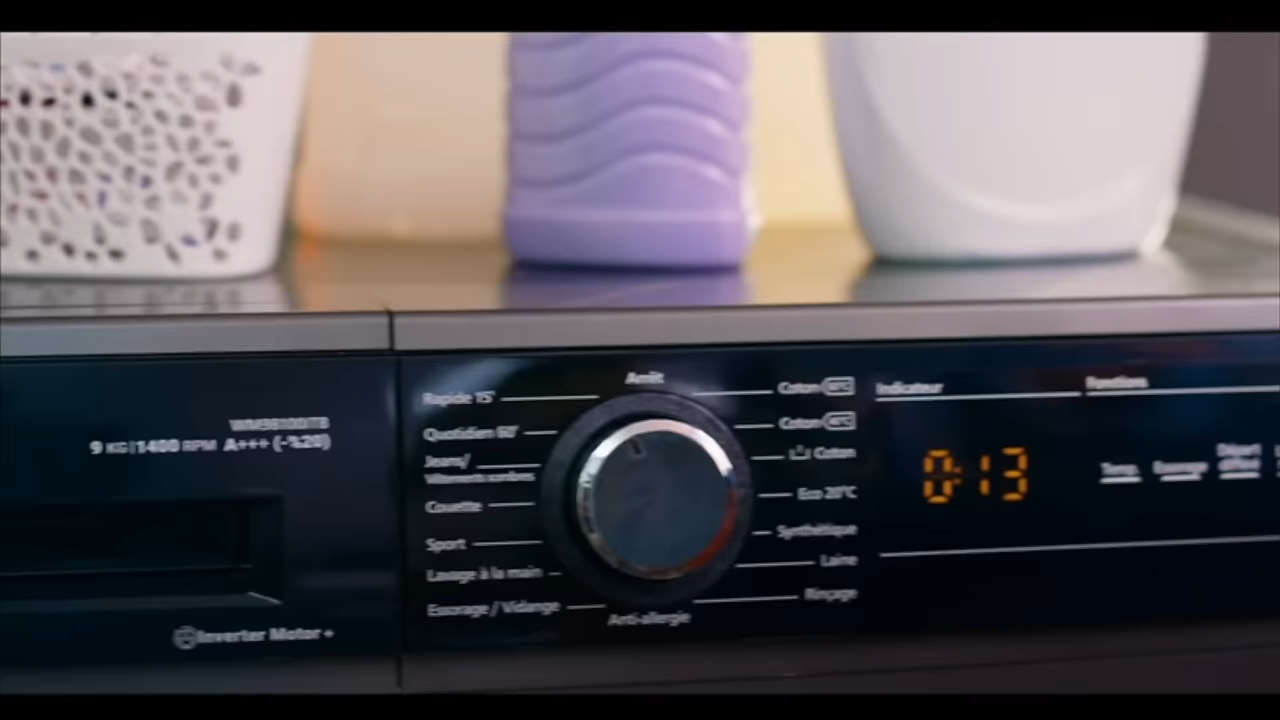 9 KG | 1400 RPM A+++ (-%20)
Inverter Motor+
Arrêt
Rapide 15'
Quotidien 60'
Jeans/
Vêtements sombres
Couette
Sport
Lavage à la main
Essorage / Vidange
Anti-allergie
Coton
Coton
Coton
Eco 20°C
Synthétique
Laine
Rinçage
Indicateur
0:13
Fonctions
Temp.
Essorage
Départ
différé